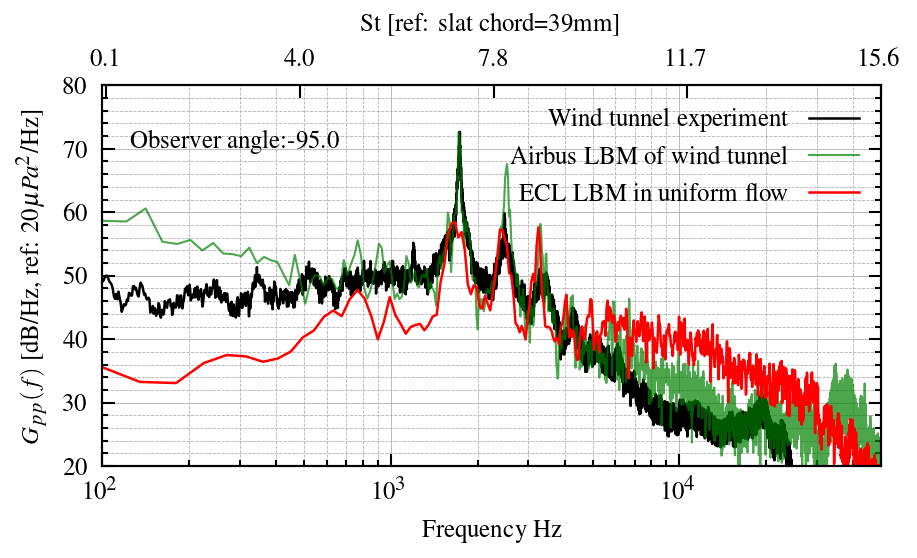 St [ref: slat chord=39mm]
0.1 4.0 7.8 11.7 15.6
80
70
60
50
40
30
20
G_{pp}(f) [dB/Hz, ref: 20μPa²/Hz]
Observer angle:-95.0
Wind tunnel experiment
Airbus LBM of wind tunnel
ECL LBM in uniform flow
10² 10³ 10⁴
Frequency Hz